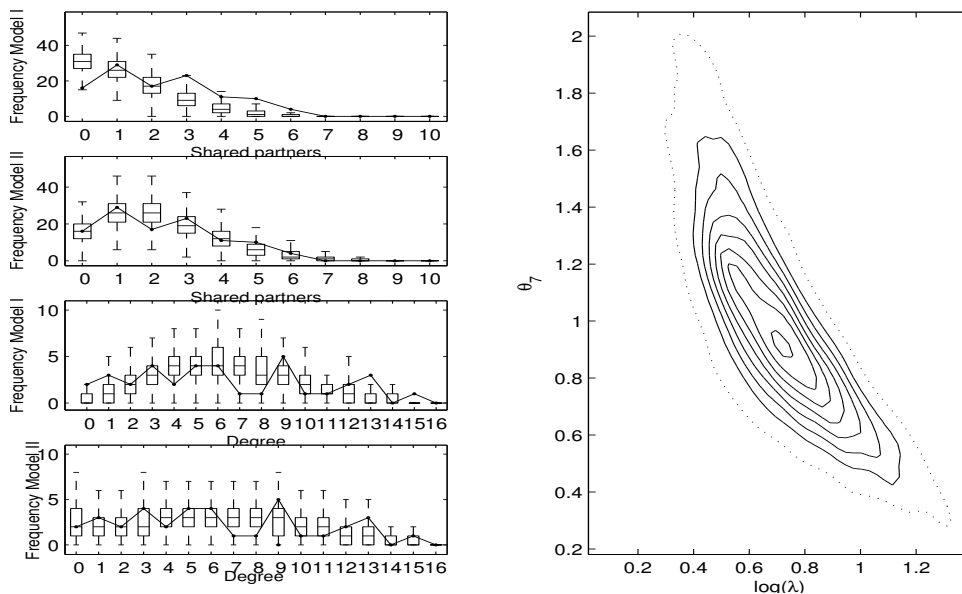 Frequency Model I
40
20
0
0 1 2 3 4 5 6 7 8 9 10
Shared partners
Frequency Model II
40
20
0
0 1 2 3 4 5 6 7 8 9 10
Shared partners
Frequency Model I
10
5
0
0 1 2 3 4 5 6 7 8 9 10 11 12 13 14 15 16
Degree
Frequency Model II
10
5
0
0 1 2 3 4 5 6 7 8 9 10 11 12 13 14 15 16
Degree
θ_7
2
1.8
1.6
1.4
1.2
1
0.8
0.6
0.4
0.2
0.2 0.4 0.6 0.8 1 1.2
log(λ)